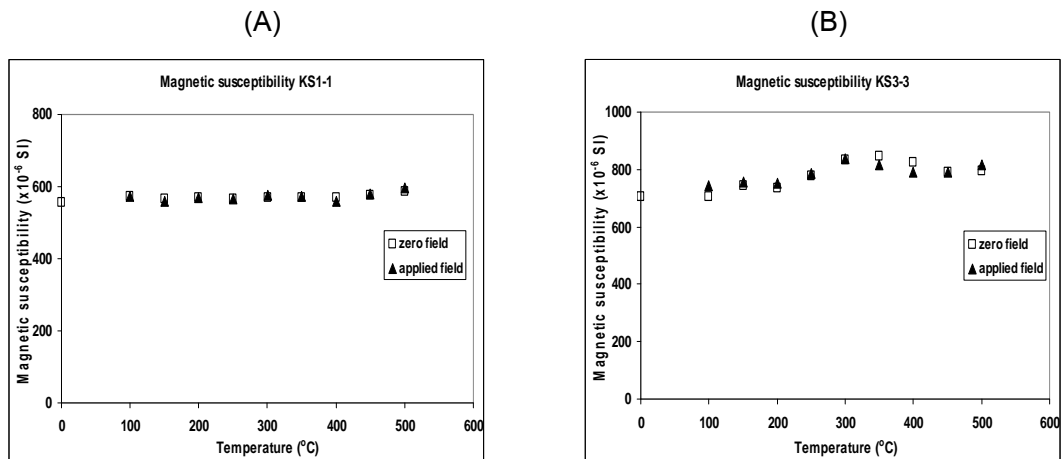 (A)
(B)
Magnetic susceptibility KS1-1
800
600
400
200
0
0 100 200 300 400 500 600
Magnetic susceptibility (x10⁻⁶ SI)
Temperature (ᵒC)
zero field
applied field
Magnetic susceptibility KS3-3
1000
800
600
400
200
0
0 100 200 300 400 500 600
Magnetic susceptibility (x10⁻⁶ SI)
Temperature (ᵒC)
zero field
applied field